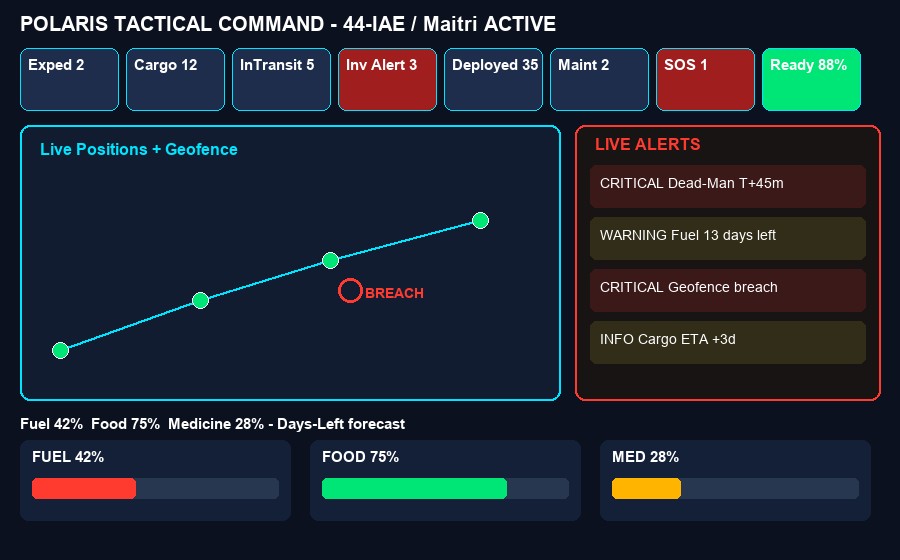 POLARIS TACTICAL COMMAND - 44-IAE / Maitri ACTIVE
Exped 2
Cargo 12
InTransit 5
Inv Alert 3
Deployed 35
Maint 2
SOS 1
Ready 88%
Live Positions + Geofence
BREACH
LIVE ALERTS
CRITICAL Dead-Man T+45m
WARNING Fuel 13 days left
CRITICAL Geofence breach
INFO Cargo ETA +3d
Fuel 42%  Food 75%  Medicine 28% - Days-Left forecast
FUEL 42%
FOOD 75%
MED 28%